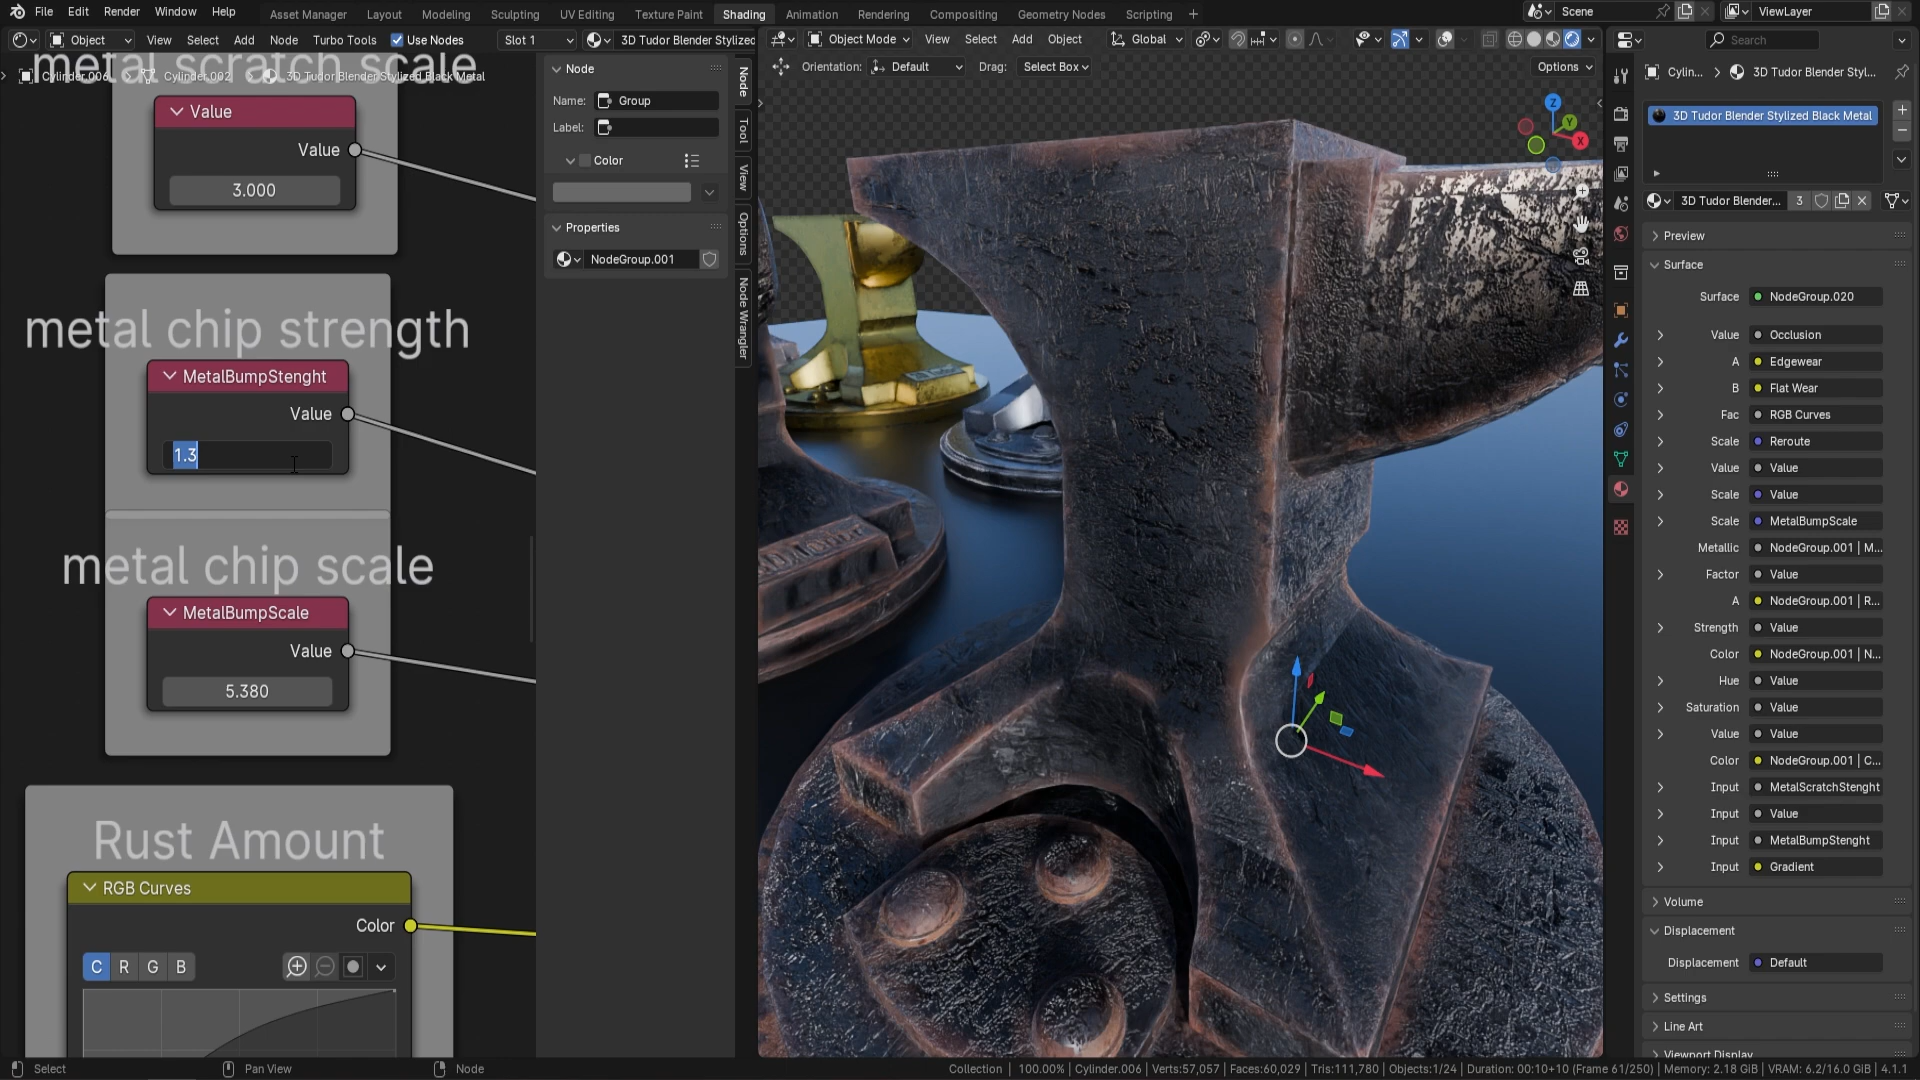 File Edit Render Window Help Asset Manager Layout Modeling Sculpting UV Editing Texture Paint Shading Animation Rendering Compositing Geometry Nodes Scripting + Scene ViewLayer
Object View Select Add Node Turbo Tools Use Nodes Slot 1 3D Tudor Blender Stylized
Object Mode View Select Add Object Global Search
Orientation: Default Drag: Select Box Options
metal scratch scale
Cylinder.006 > Cylinder.002 > 3D Tudor Blender Stylized Black Metal
Cylin... > 3D Tudor Blender Styl...
Value
Value
3.000
metal chip strength
MetalBumpStenght
Value
1.3
metal chip scale
MetalBumpScale
Value
5.380
Rust Amount
RGB Curves
Color
C R G B
Node
Name: Group
Label:
Color
Properties
NodeGroup.001
Node
Tool
View
Options
Node Wrangler
Z
Y
X
3D Tudor Blender Stylized Black Metal
3D Tudor Blender... 3
Preview
Surface
Surface NodeGroup.020
Value Occlusion
A Edgewear
B Flat Wear
Fac RGB Curves
Scale Reroute
Value Value
Scale Value
Scale MetalBumpScale
Metallic NodeGroup.001 | M...
Factor Value
A NodeGroup.001 | R...
Strength Value
Color NodeGroup.001 | N...
Hue Value
Saturation Value
Value Value
Color NodeGroup.001 | C...
Input MetalScratchStenght
Input Value
Input MetalBumpStenght
Input Gradient
Volume
Displacement
Displacement Default
Settings
Line Art
Viewport Display
Select Pan View Node Collection | 100.00% | Cylinder.006 | Verts:57,057 | Faces:60,029 | Tris:111,780 | Objects:1/24 | Duration: 00:10+10 (Frame 61/250) | Memory: 2.18 GiB | VRAM: 6.2/16.0 GiB | 4.1.1